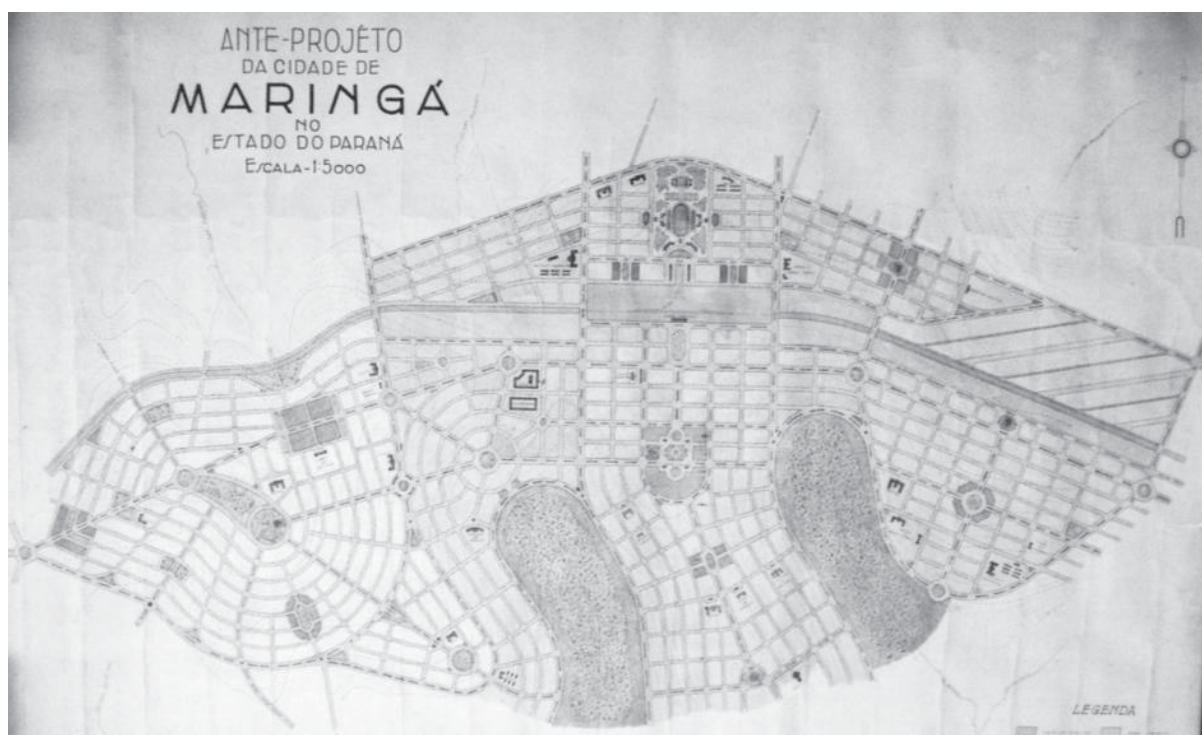 ANTE-PROJÉTO
DA CIDADE DE
MARINGÁ
NO
ESTADO DO PARANÁ
ESCALA-1:5000
LEGENDA